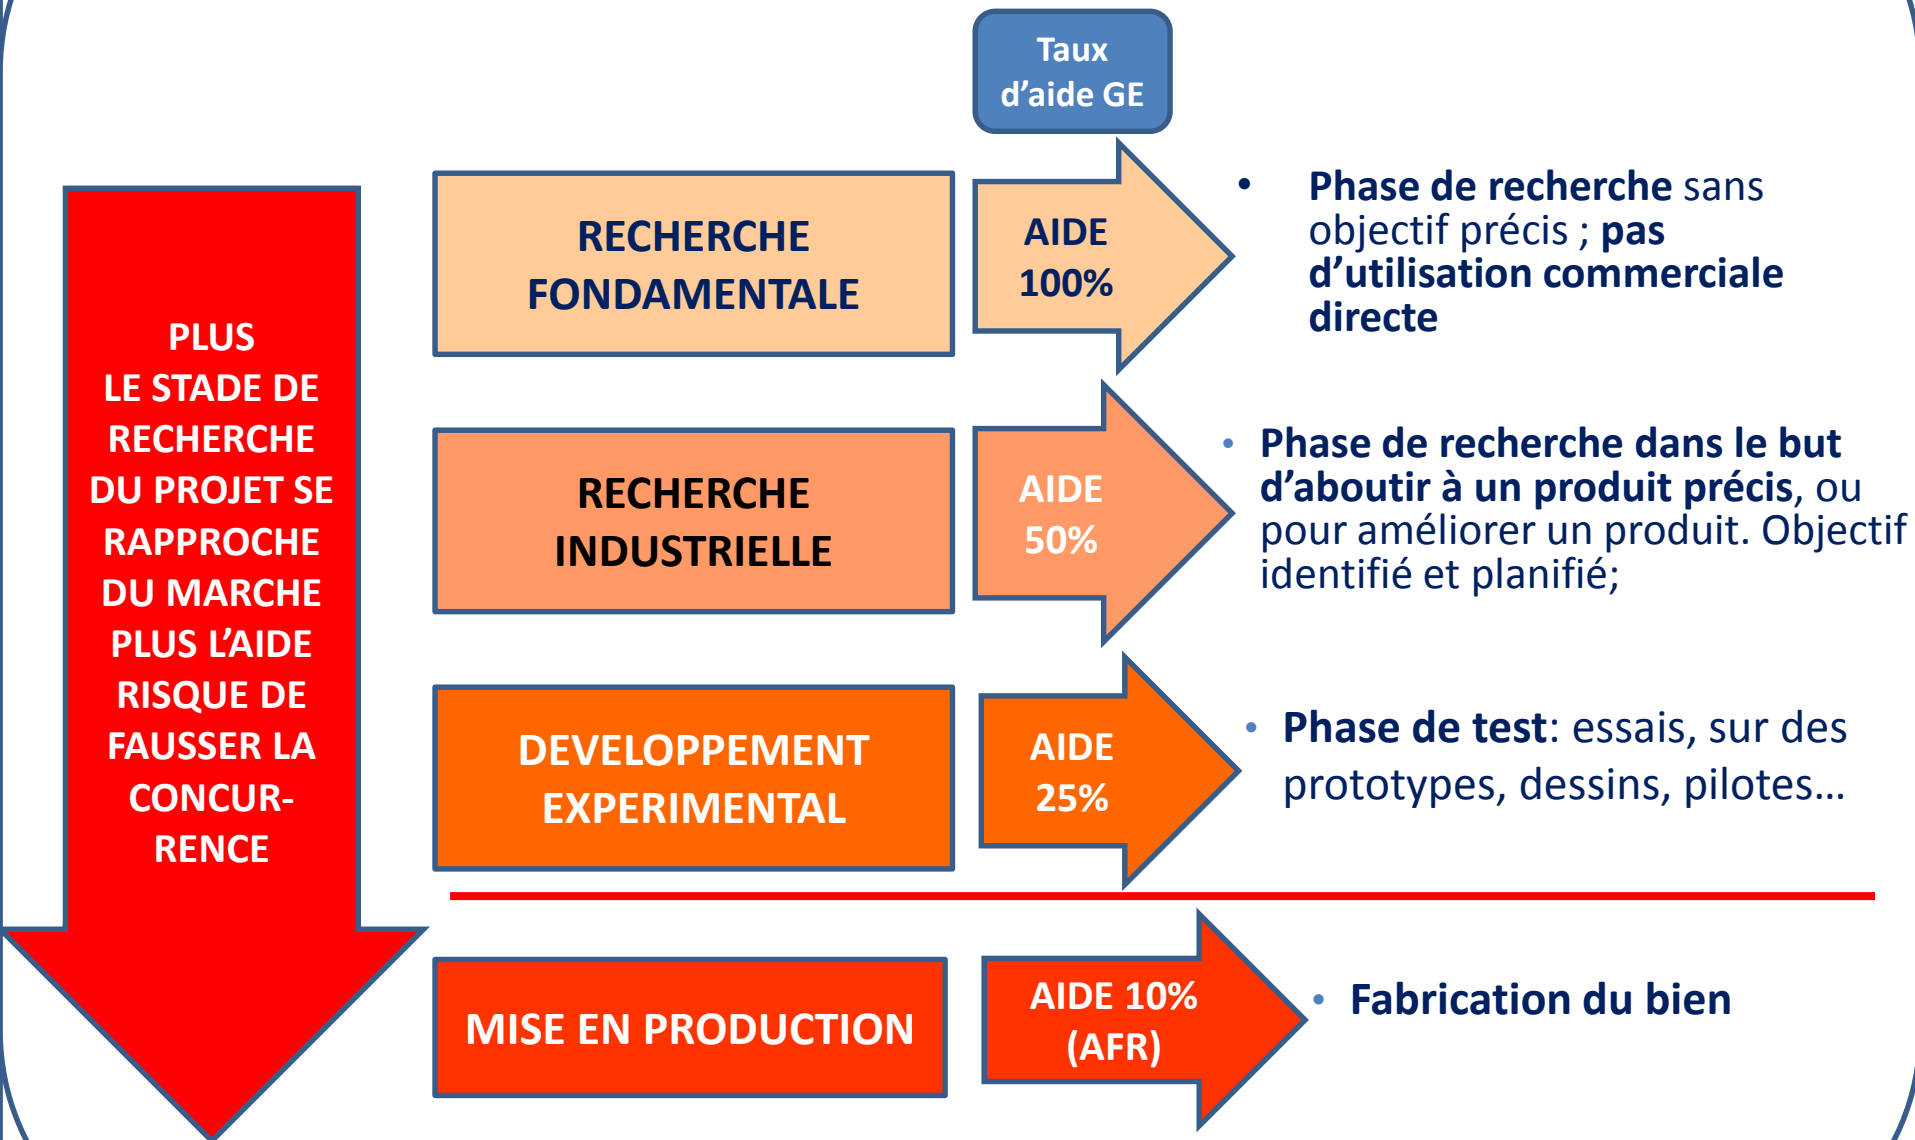 Taux
d’aide GE
PLUS
LE STADE DE
RECHERCHE
DU PROJET SE
RAPPROCHE
DU MARCHE
PLUS L’AIDE
RISQUE DE
FAUSSER LA
CONCUR-
RENCE
RECHERCHE
FONDAMENTALE
AIDE
100%
• Phase de recherche sans
objectif précis ; pas
d’utilisation commerciale
directe
RECHERCHE
INDUSTRIELLE
AIDE
50%
• Phase de recherche dans le but
d’aboutir à un produit précis, ou
pour améliorer un produit. Objectif
identifié et planifié;
DEVELOPPEMENT
EXPERIMENTAL
AIDE
25%
• Phase de test: essais, sur des
prototypes, dessins, pilotes…
MISE EN PRODUCTION
AIDE 10%
(AFR)
• Fabrication du bien